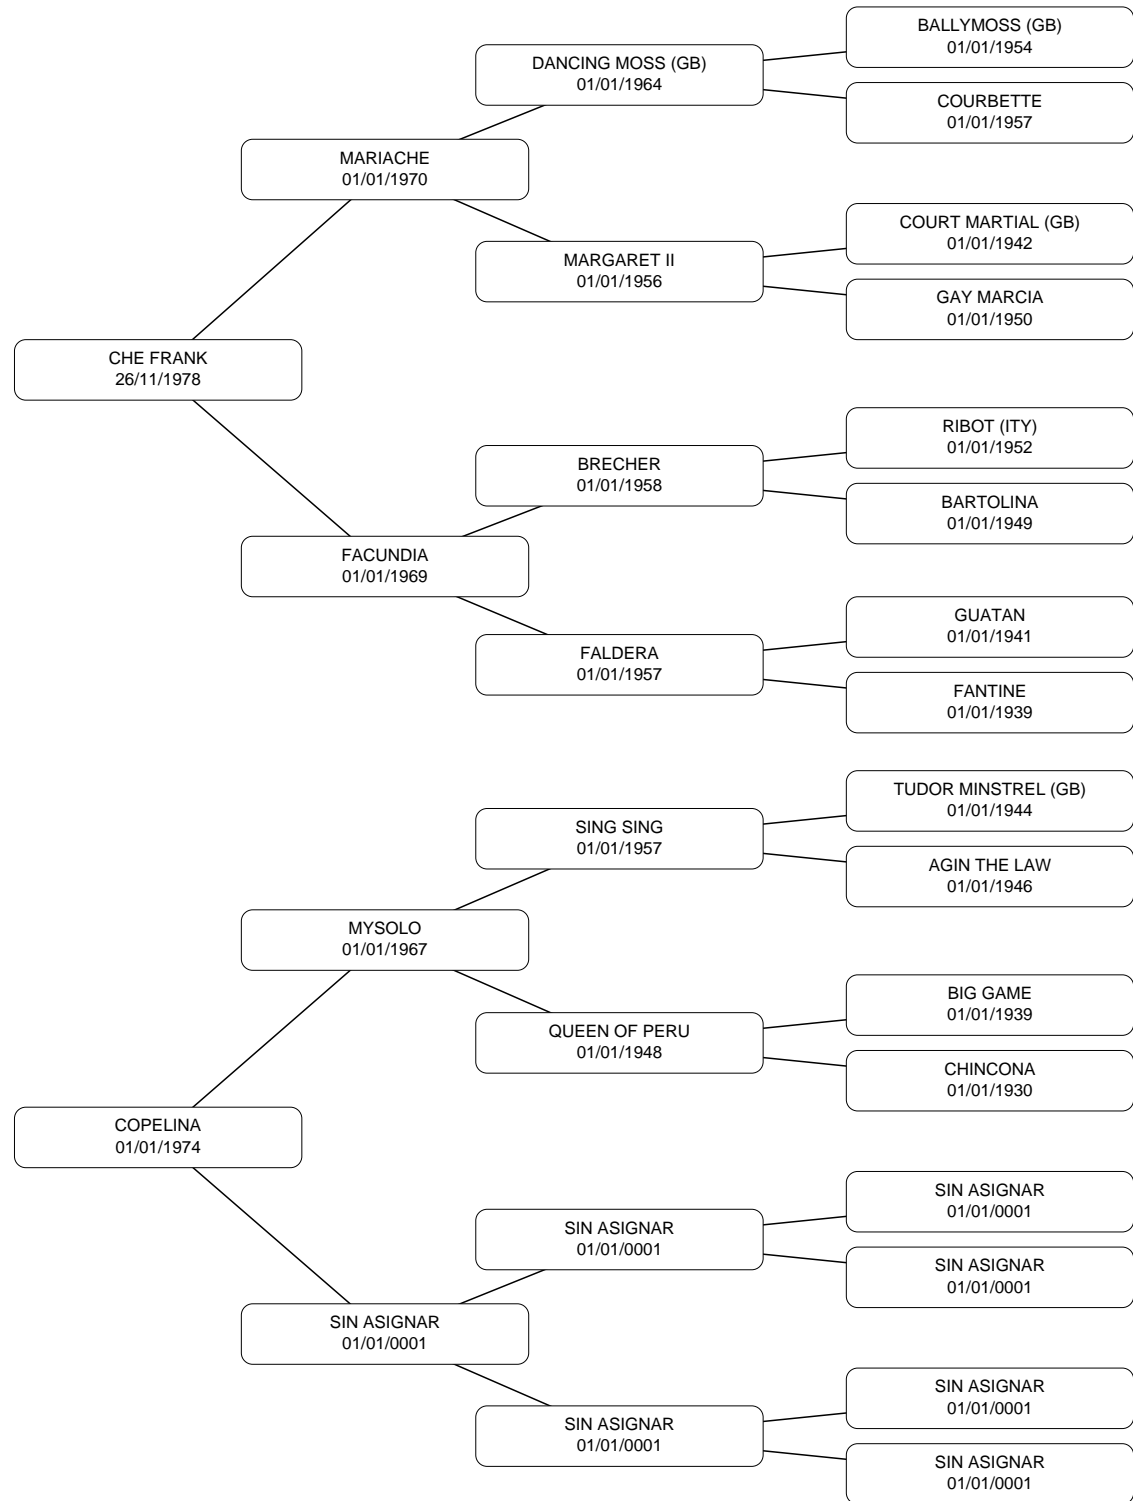 BALLYMOSS (GB)
01/01/1954
DANCING MOSS (GB)
01/01/1964
COURBETTE
01/01/1957
MARIACHE
01/01/1970
COURT MARTIAL (GB)
01/01/1942
MARGARET II
01/01/1956
GAY MARCIA
01/01/1950
CHE FRANK
26/11/1978
RIBOT (ITY)
01/01/1952
BRECHER
01/01/1958
BARTOLINA
01/01/1949
FACUNDIA
01/01/1969
GUATAN
01/01/1941
FALDERA
01/01/1957
FANTINE
01/01/1939
TUDOR MINSTREL (GB)
01/01/1944
SING SING
01/01/1957
AGIN THE LAW
01/01/1946
MYSOLO
01/01/1967
BIG GAME
01/01/1939
QUEEN OF PERU
01/01/1948
CHINCONA
01/01/1930
COPELINA
01/01/1974
SIN ASIGNAR
01/01/0001
SIN ASIGNAR
01/01/0001
SIN ASIGNAR
01/01/0001
SIN ASIGNAR
01/01/0001
SIN ASIGNAR
01/01/0001
SIN ASIGNAR
01/01/0001
SIN ASIGNAR
01/01/0001